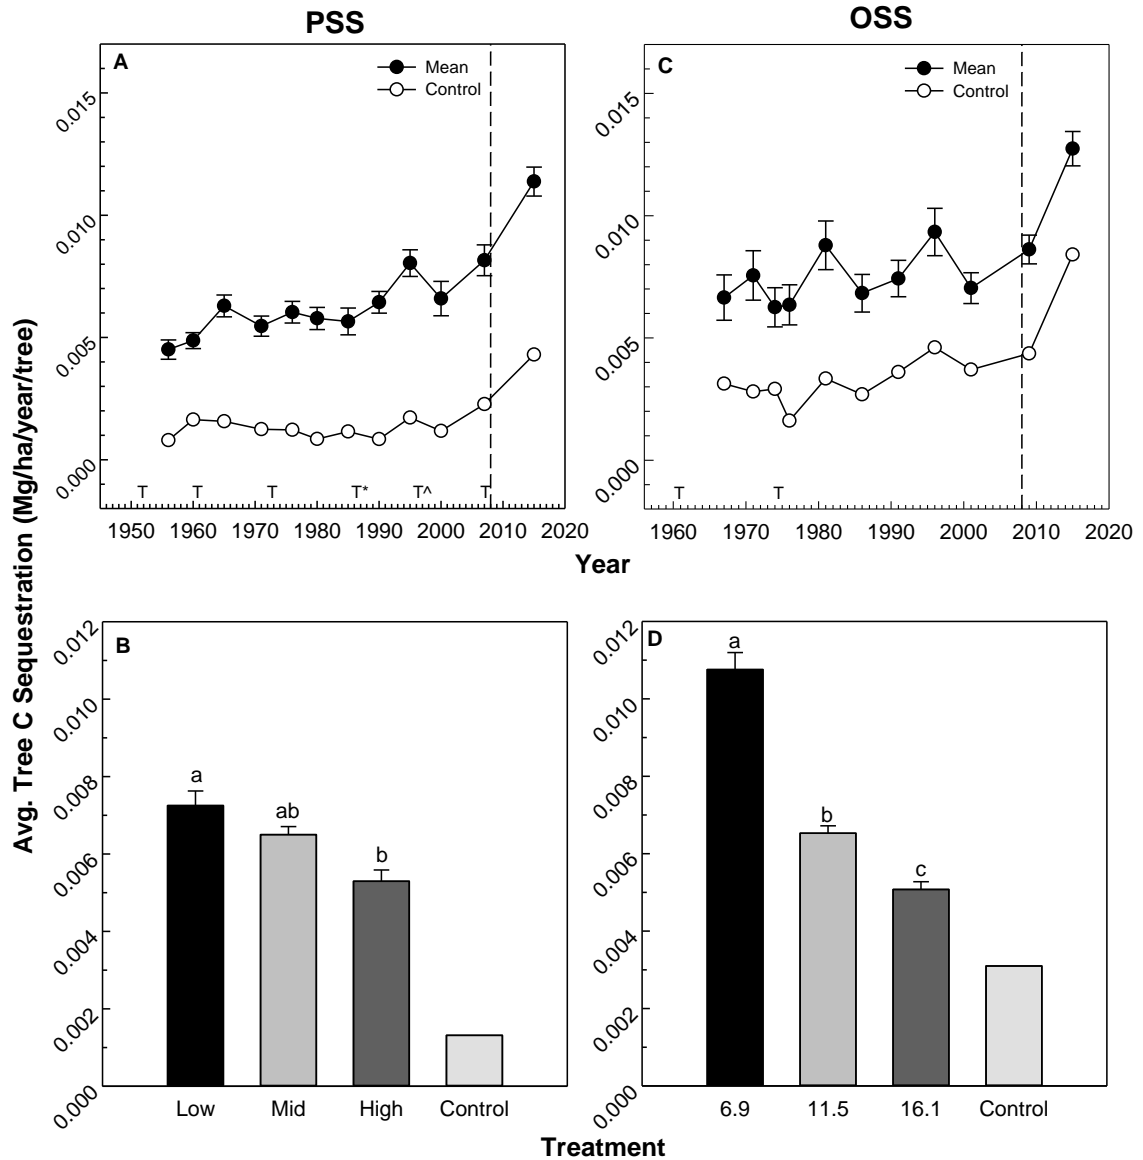 PSS
OSS
A
Mean
Control
0.015
0.010
0.005
0.000
T T T T* T^ T
1950 1960 1970 1980 1990 2000 2010 2020
C
Mean
Control
0.015
0.010
0.005
0.000
T T
1960 1970 1980 1990 2000 2010 2020
Year
Avg. Tree C Sequestration (Mg/ha/year/tree)
B
0.012
0.010
0.008
0.006
0.004
0.002
0.000
a
ab
b
Low Mid High Control
D
0.012
0.010
0.008
0.006
0.004
0.002
0.000
a
b
c
6.9 11.5 16.1 Control
Treatment